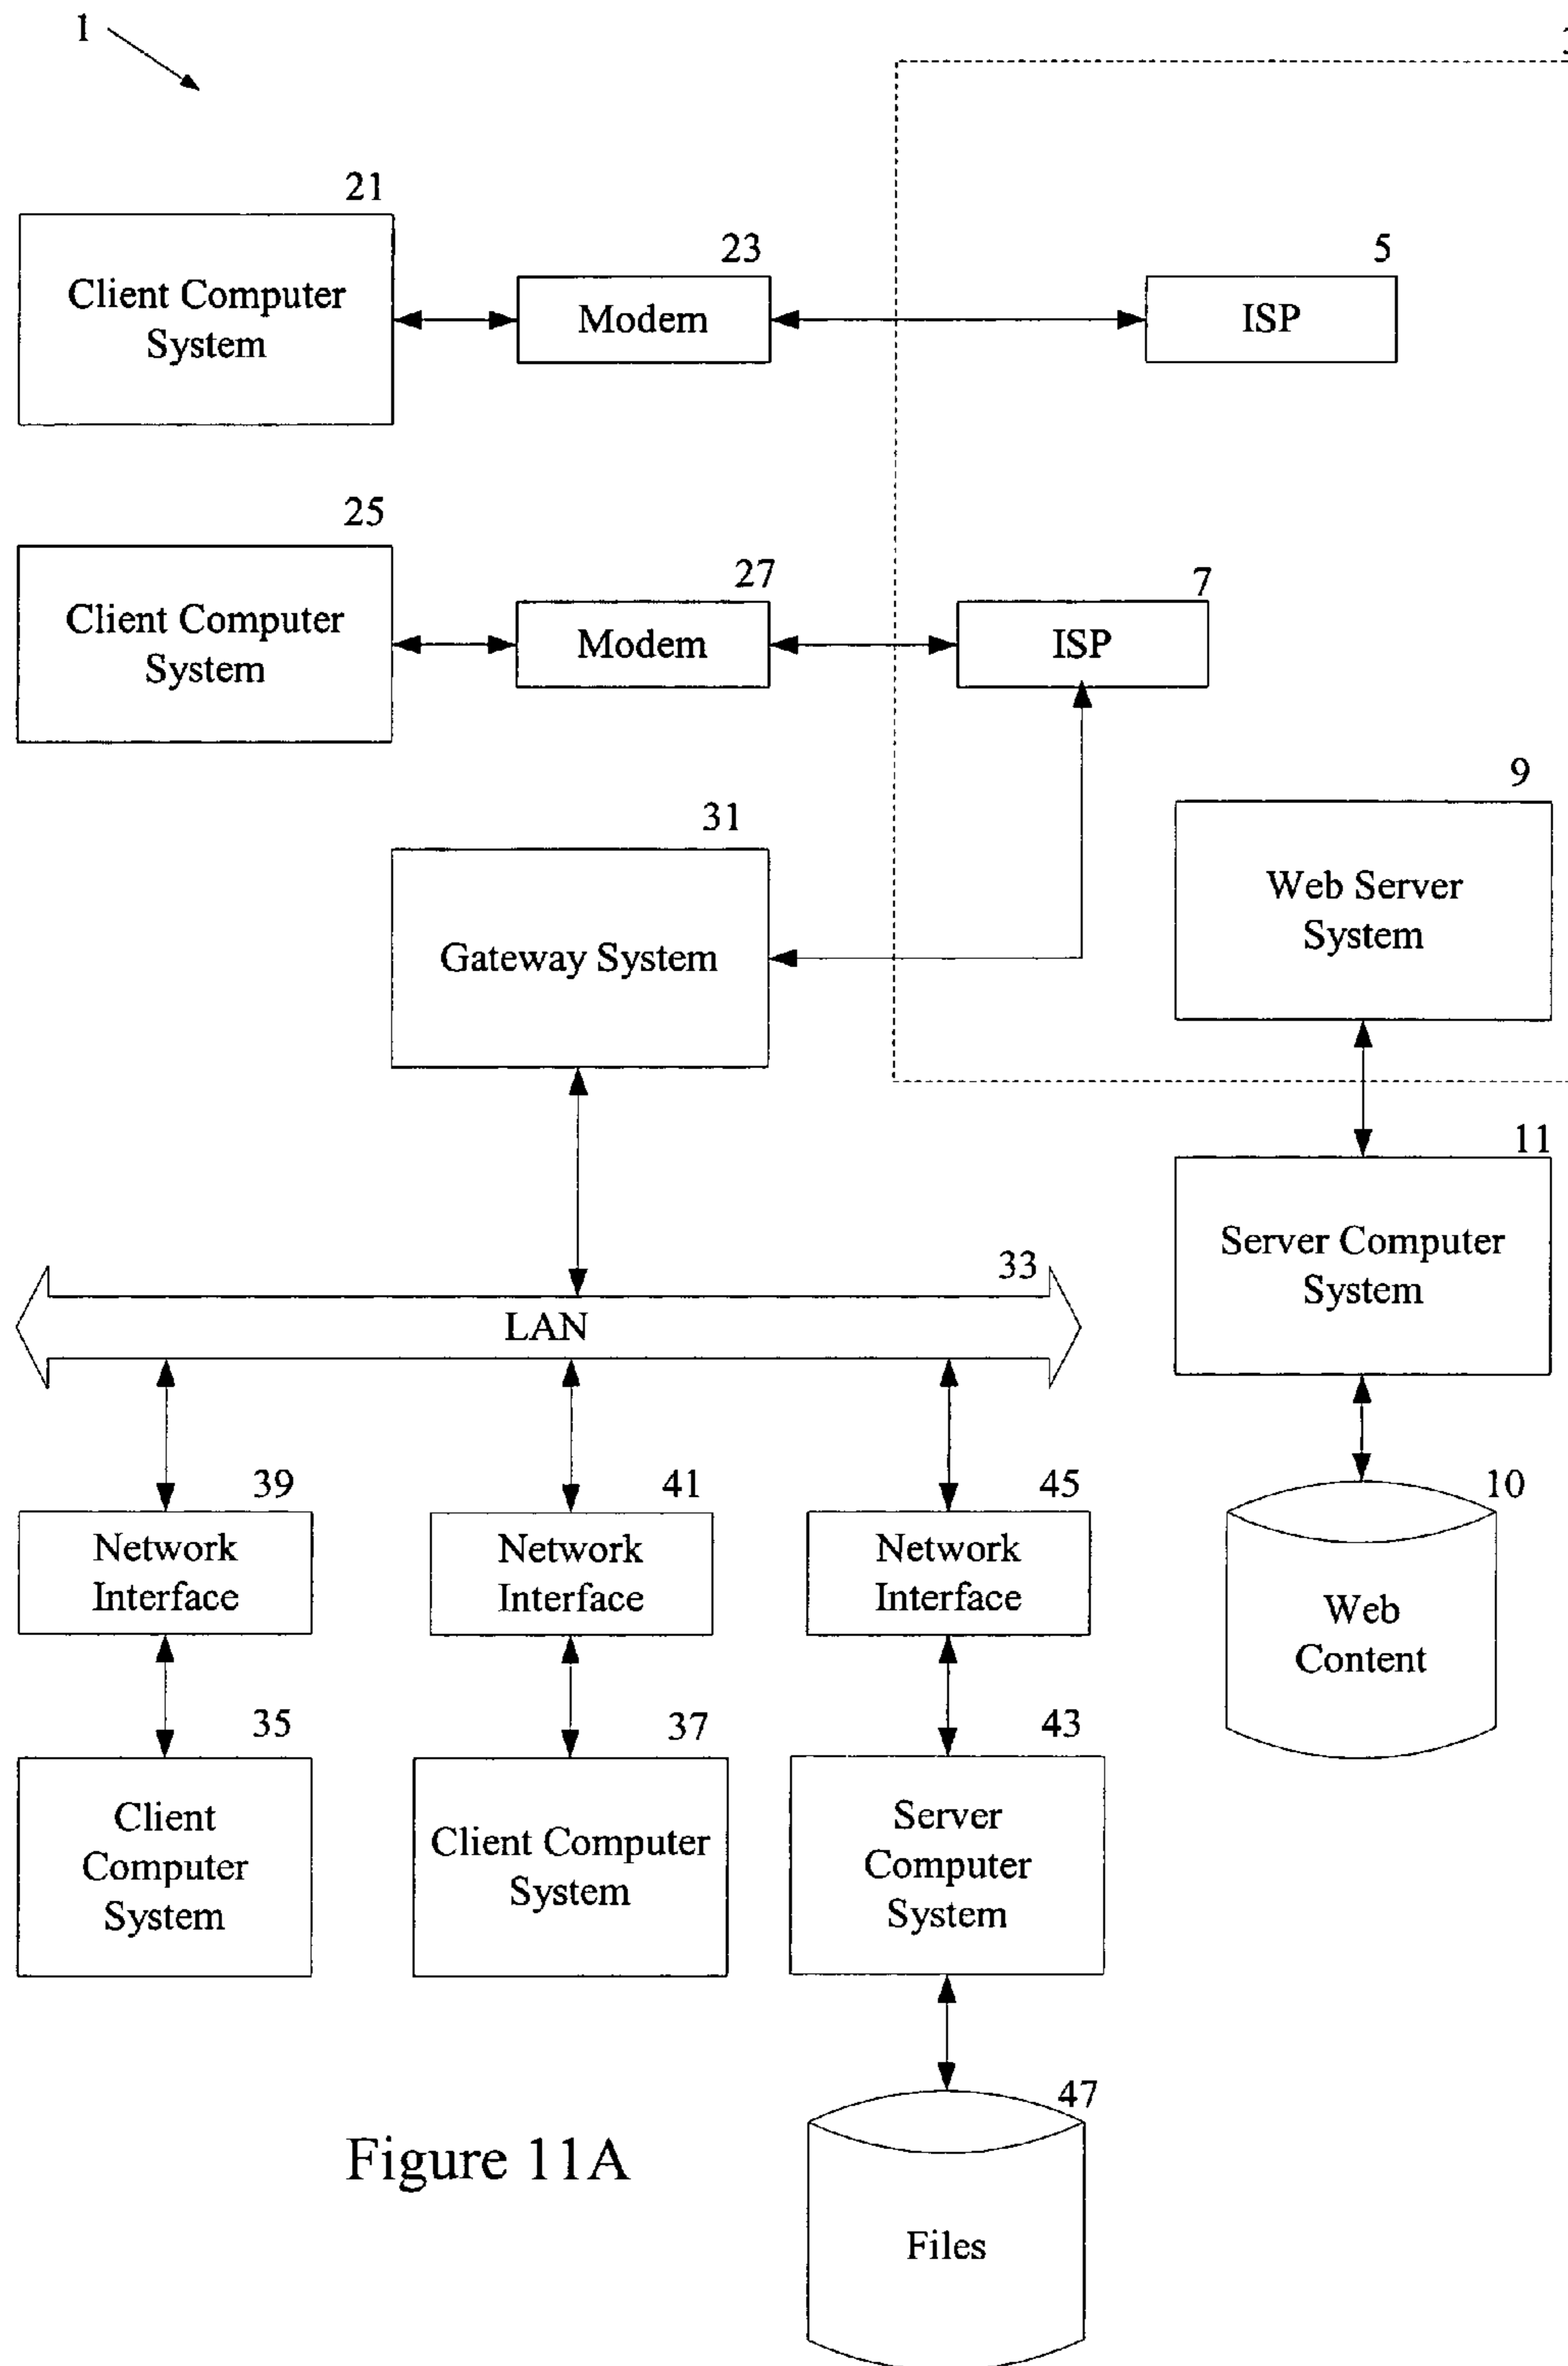 1
21
Client Computer
System
23
Modem
5
ISP
25
Client Computer
System
27
Modem
7
ISP
31
Gateway System
9
Web Server
System
11
Server Computer
System
33
LAN
39
Network
Interface
41
Network
Interface
45
Network
Interface
10
Web
Content
35
Client
Computer
System
37
Client Computer
System
43
Server
Computer
System
47
Files
Figure 11A